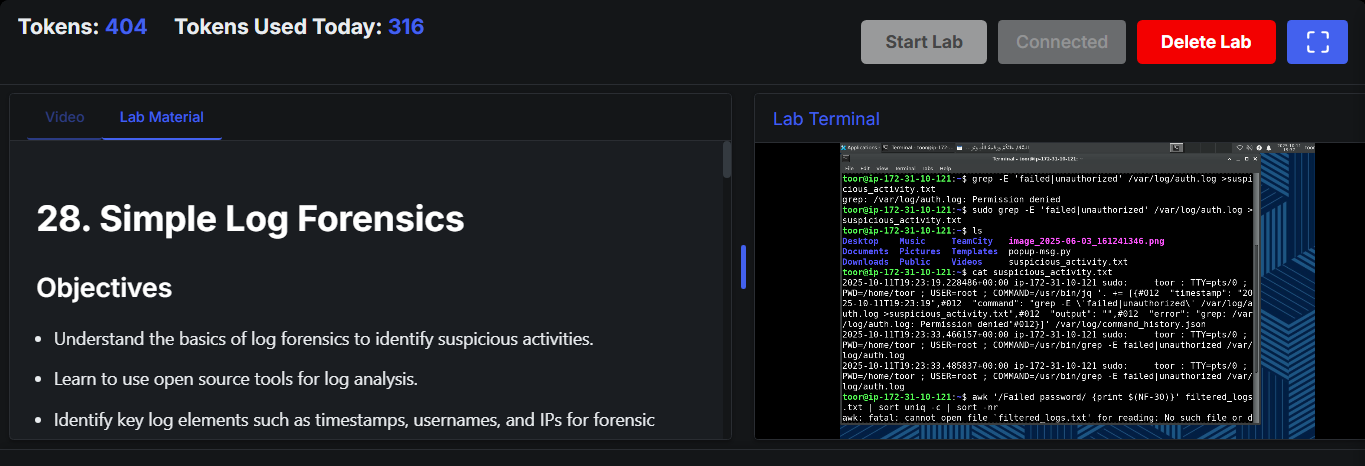 Tokens: 404 Tokens Used Today: 316
Start Lab
Connected
Delete Lab
Video
Lab Material
28. Simple Log Forensics
Objectives
Understand the basics of log forensics to identify suspicious activities.
Learn to use open source tools for log analysis.
Identify key log elements such as timestamps, usernames, and IPs for forensic
Lab Terminal
Applications
Terminal - toor@ip-172-31-10-121: ~
File Edit View Terminal Tabs Help
toor@ip-172-31-10-121:~$ grep -E 'failed|unauthorized' /var/log/auth.log >suspi
cious_activity.txt
grep: /var/log/auth.log: Permission denied
toor@ip-172-31-10-121:~$ sudo grep -E 'failed|unauthorized' /var/log/auth.log >
suspicious_activity.txt
toor@ip-172-31-10-121:~$ ls
Desktop Music TeamCity image_2025-06-03_161241346.png
Documents Pictures Templates popup-msg.py
Downloads Public Videos suspicious_activity.txt
toor@ip-172-31-10-121:~$ cat suspicious_activity.txt
2025-10-11T19:23:19.228486+00:00 ip-172-31-10-121 sudo: toor : TTY=pts/0 ;
PWD=/home/toor ; USER=root ; COMMAND=/usr/bin/jq '. += [{#012 "timestamp": "20
25-10-11T19:23:19",#012 "command": "grep -E \'failed|unauthorized\' /var/log/a
uth.log >suspicious_activity.txt",#012 "output": "",#012 "error": "grep: /var
/log/auth.log: Permission denied"#012}]' /var/log/command_history.json
2025-10-11T19:23:33.466157+00:00 ip-172-31-10-121 sudo: toor : TTY=pts/0 ;
PWD=/home/toor ; USER=root ; COMMAND=/usr/bin/grep -E failed|unauthorized /var/
log/auth.log
2025-10-11T19:23:33.485837+00:00 ip-172-31-10-121 sudo: toor : TTY=pts/0 ;
PWD=/home/toor ; USER=root ; COMMAND=/bin/grep -E failed|unauthorized /var/
log/auth.log
toor@ip-172-31-10-121:~$ awk '/Failed password/ {print $(NF-30)}' filtered_logs
.txt | sort uniq -c | sort -nr
awk: fatal: cannot open file `filtered_logs.txt' for reading: No such file or d